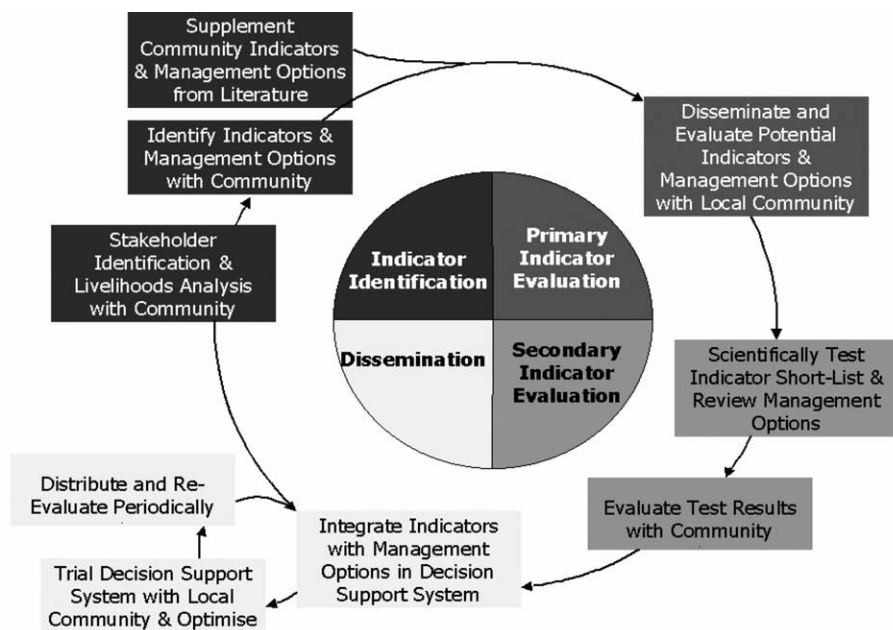 Supplement
Community Indicators
& Management Options
from Literature
Identify Indicators &
Management Options
with Community
Stakeholder
Identification &
Livelihoods Analysis
with Community
Disseminate and
Evaluate Potential
Indicators &
Management Options
with Local Community
Indicator
Identification
Primary
Indicator
Evaluation
Dissemination
Secondary
Indicator
Evaluation
Scientifically Test
Indicator Short-List &
Review Management
Options
Evaluate Test Results
with Community
Integrate Indicators
with Management
Options in Decision
Support System
Distribute and Re-
Evaluate Periodically
Trial Decision Support
System with Local
Community & Optimise